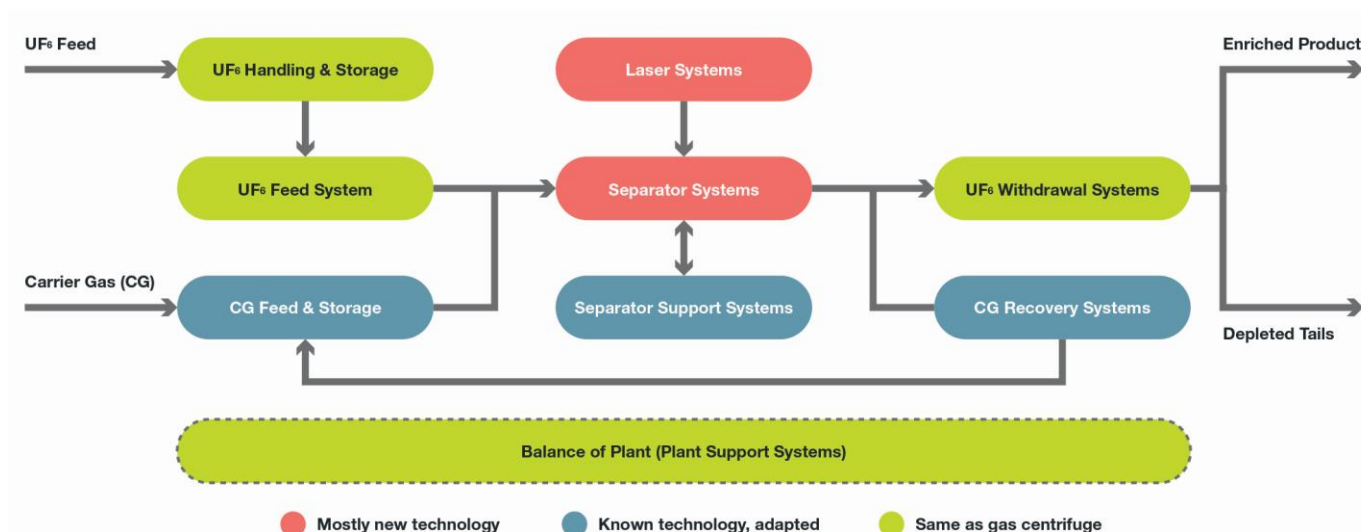 UF₆ Feed
UF₆ Handling & Storage
Laser Systems
Enriched Product
UF₆ Feed System
Separator Systems
UF₆ Withdrawal Systems
Carrier Gas (CG)
CG Feed & Storage
Separator Support Systems
CG Recovery Systems
Depleted Tails
Balance of Plant (Plant Support Systems)
Mostly new technology
Known technology, adapted
Same as gas centrifuge